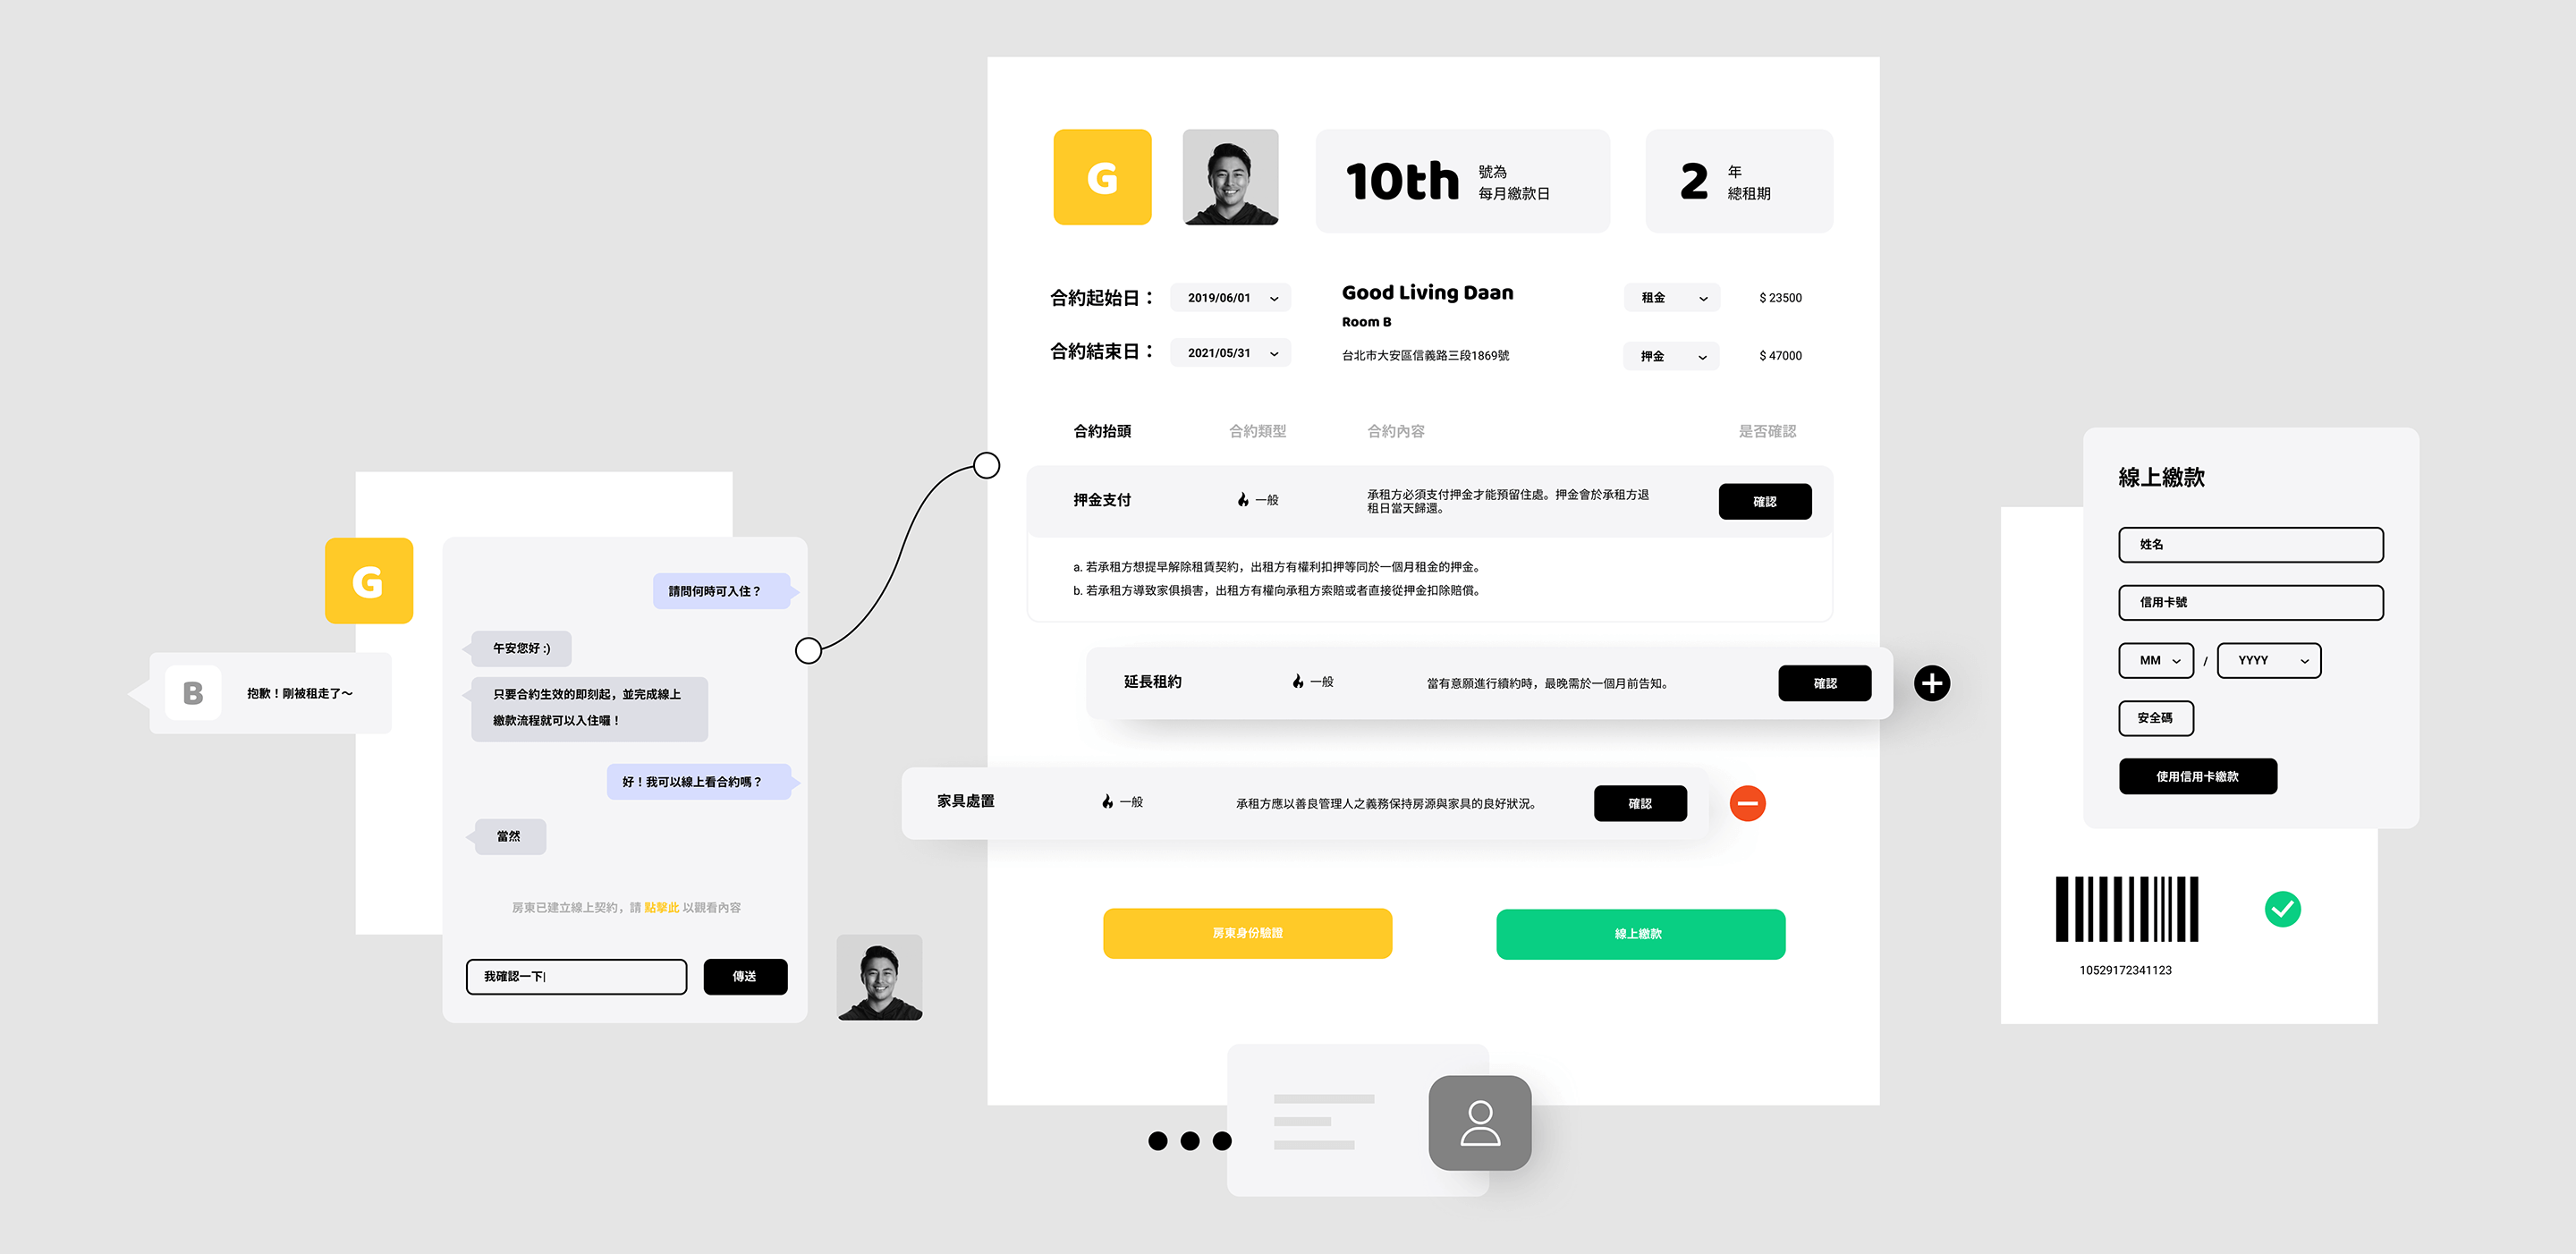 G
B
抱歉！剛被租走了～
請問何時可入住？
午安您好 :)
只要合約生效的即刻起，並完成線上
繳款流程就可以入住囉！
好！我可以線上看合約嗎？
當然
房東已建立線上契約，請 點擊此 以觀看內容
我確認一下|
傳送
G
10th
號為
每月繳款日
2
年
總租期
合約起始日：
2019/06/01
合約結束日：
2021/05/31
Good Living Daan
Room B
台北市大安區信義路三段1869號
租金
$ 23500
押金
$ 47000
合約抬頭
合約類型
合約內容
是否確認
押金支付
一般
承租方必須支付押金才能預留住處。押金會於承租方退
租日當天歸還。
確認
a. 若承租方想提早解除租賃契約，出租方有權利扣押等同於一個月租金的押金。
b. 若承租方導致家俱損害，出租方有權向承租方索賠或者直接從押金扣除賠償。
延長租約
一般
當有意願進行續約時，最晚需於一個月前告知。
確認
家具處置
一般
承租方應以善良管理人之義務保持房源與家具的良好狀況。
確認
房東身份驗證
線上繳款
線上繳款
姓名
信用卡號
MM
/
YYYY
安全碼
使用信用卡繳款
10529172341123